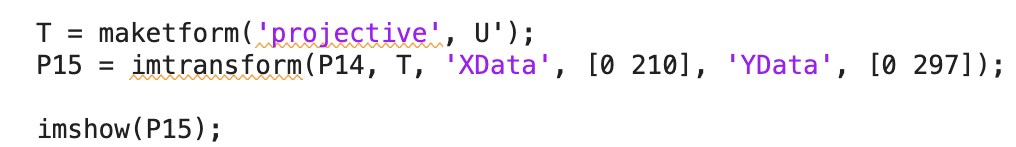 T = maketform('projective', U');
P15 = imtransform(P14, T, 'XData', [0 210], 'YData', [0 297]);
imshow(P15);